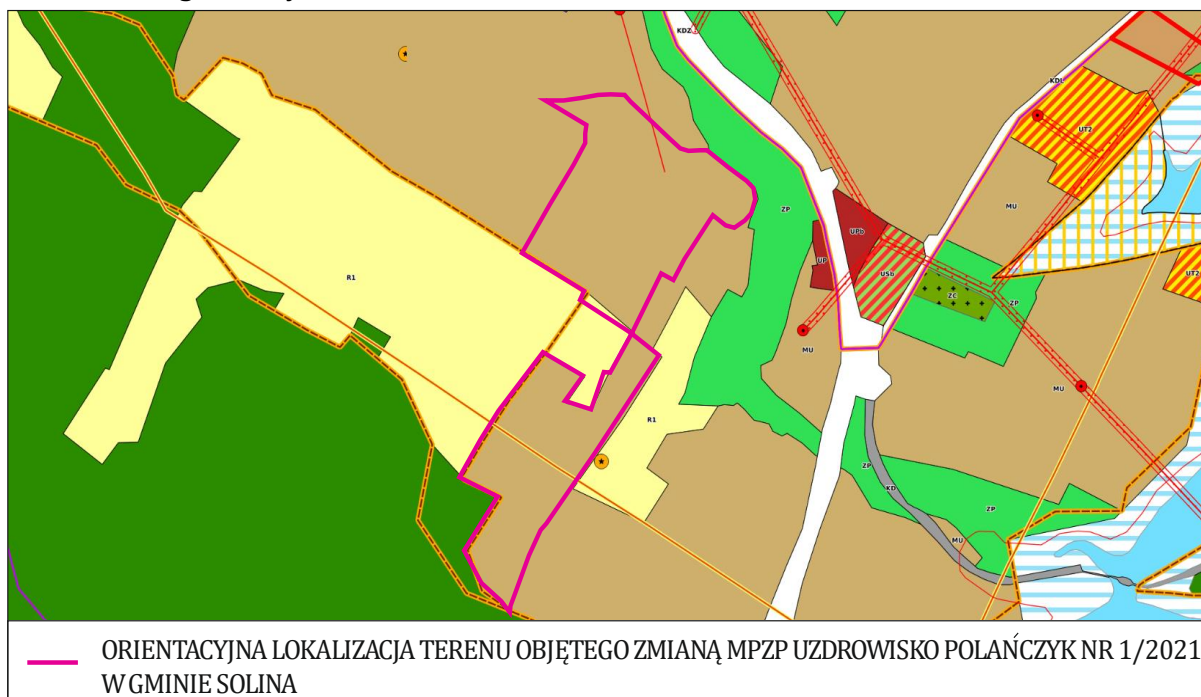 KDZ
KDL
UT2
MU
ZP
UPb
UP
USb
UT2
R1
ZC
ZP
MU
MU
R1
ZP
KD
ZP
MU
ORIENTACYJNA LOKALIZACJA TERENU OBJĘTEGO ZMIANĄ MPZP UZDROWISKO POLAŃCZYK NR 1/2021
W GMINIE SOLINA